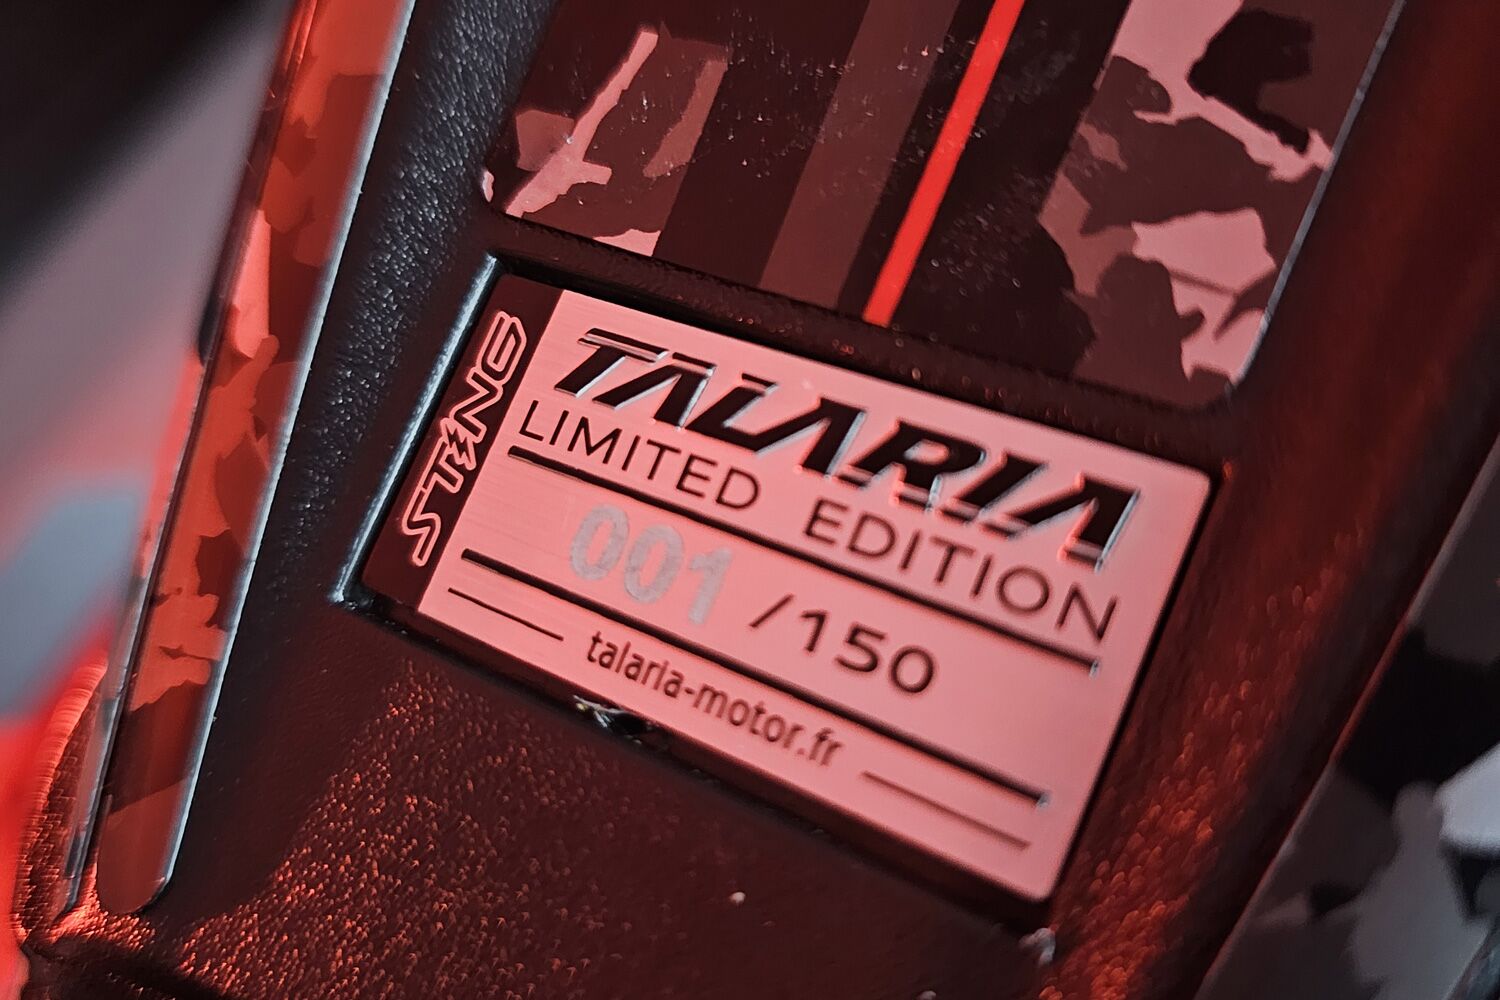 STING
TALARIA
LIMITED EDITION
001 /150
talaria-motor.fr